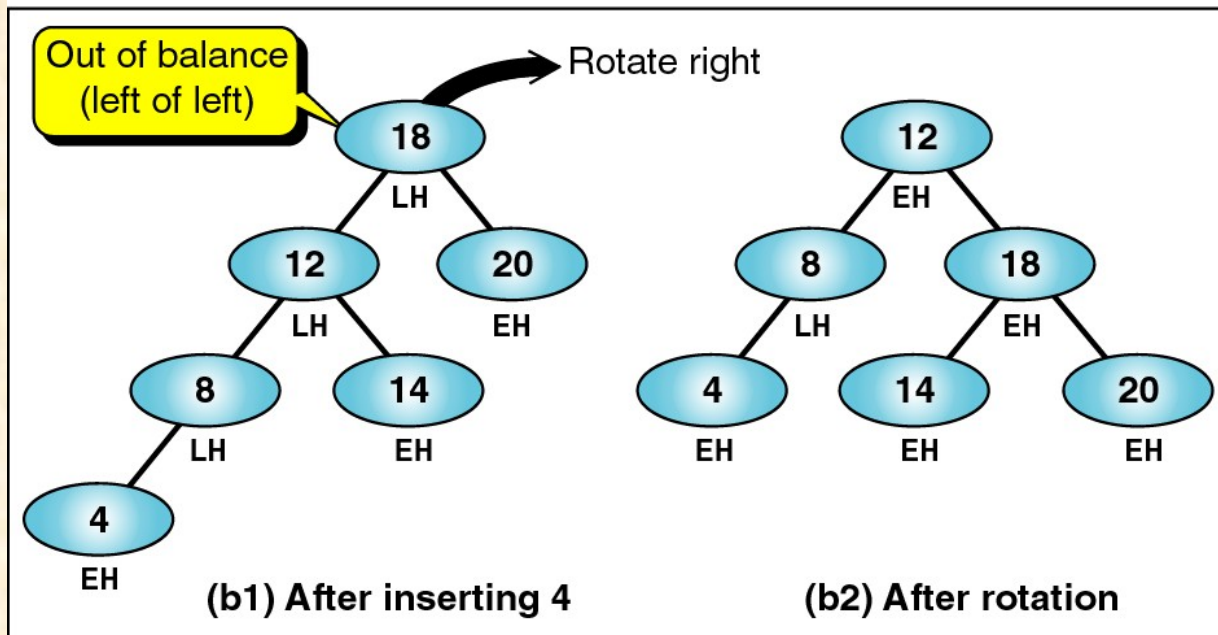 Out of balance
(left of left)
Rotate right
18
LH
12
LH
20
EH
8
LH
14
EH
4
EH
(b1) After inserting 4
12
EH
8
LH
18
EH
4
EH
14
EH
20
EH
(b2) After rotation